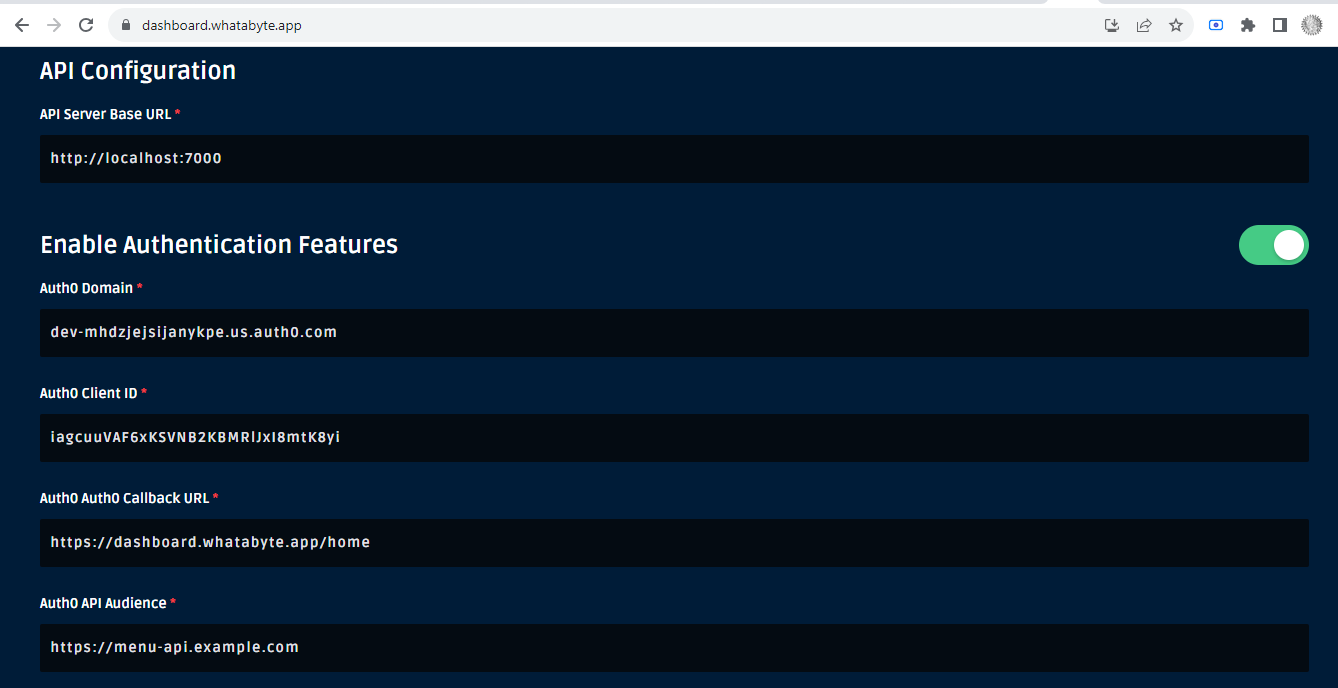 dashboard.whatabyte.app
API Configuration
API Server Base URL *
http://localhost:7000
Enable Authentication Features
Auth0 Domain *
dev-mhdzjejsijanykpe.us.auth0.com
Auth0 Client ID *
iagcuuVAF6xKSVNB2KBMRlJxI8mtK8yi
Auth0 Auth0 Callback URL *
https://dashboard.whatabyte.app/home
Auth0 API Audience *
https://menu-api.example.com